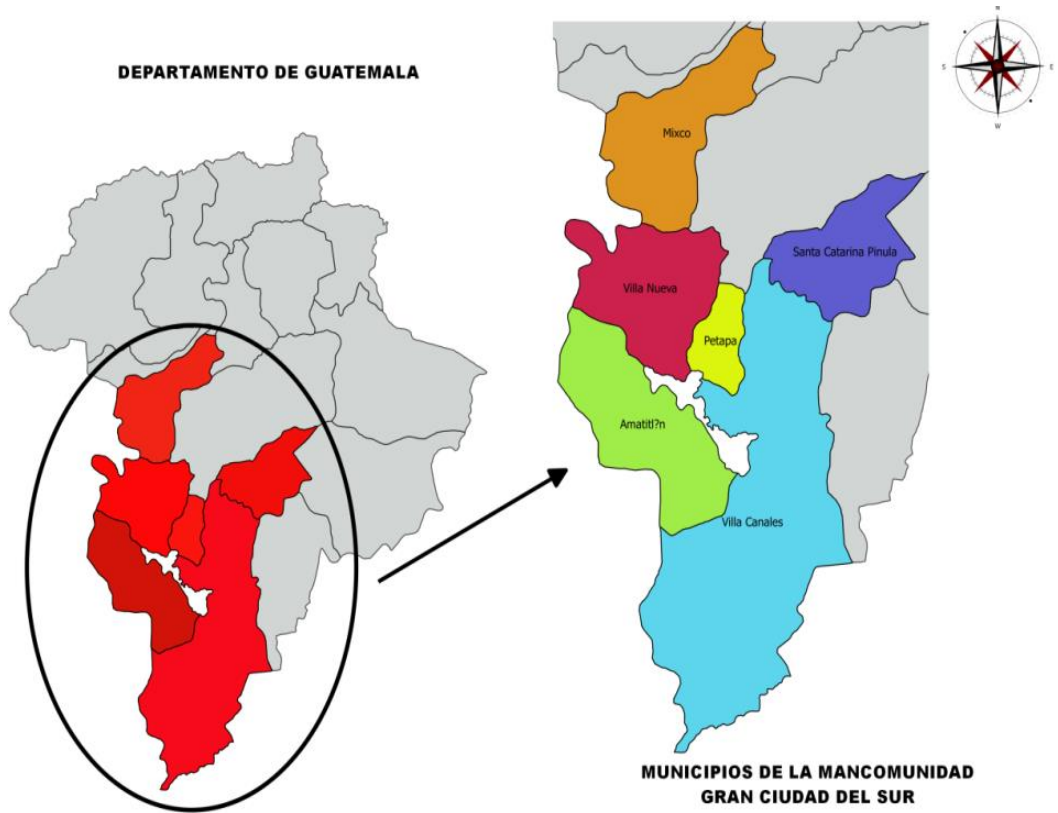 DEPARTAMENTO DE GUATEMALA
N
S
E
W
Mixco
Santa Catarina Pinula
Villa Nueva
Petapa
Amatitl?n
Villa Canales
MUNICIPIOS DE LA MANCOMUNIDAD
GRAN CIUDAD DEL SUR